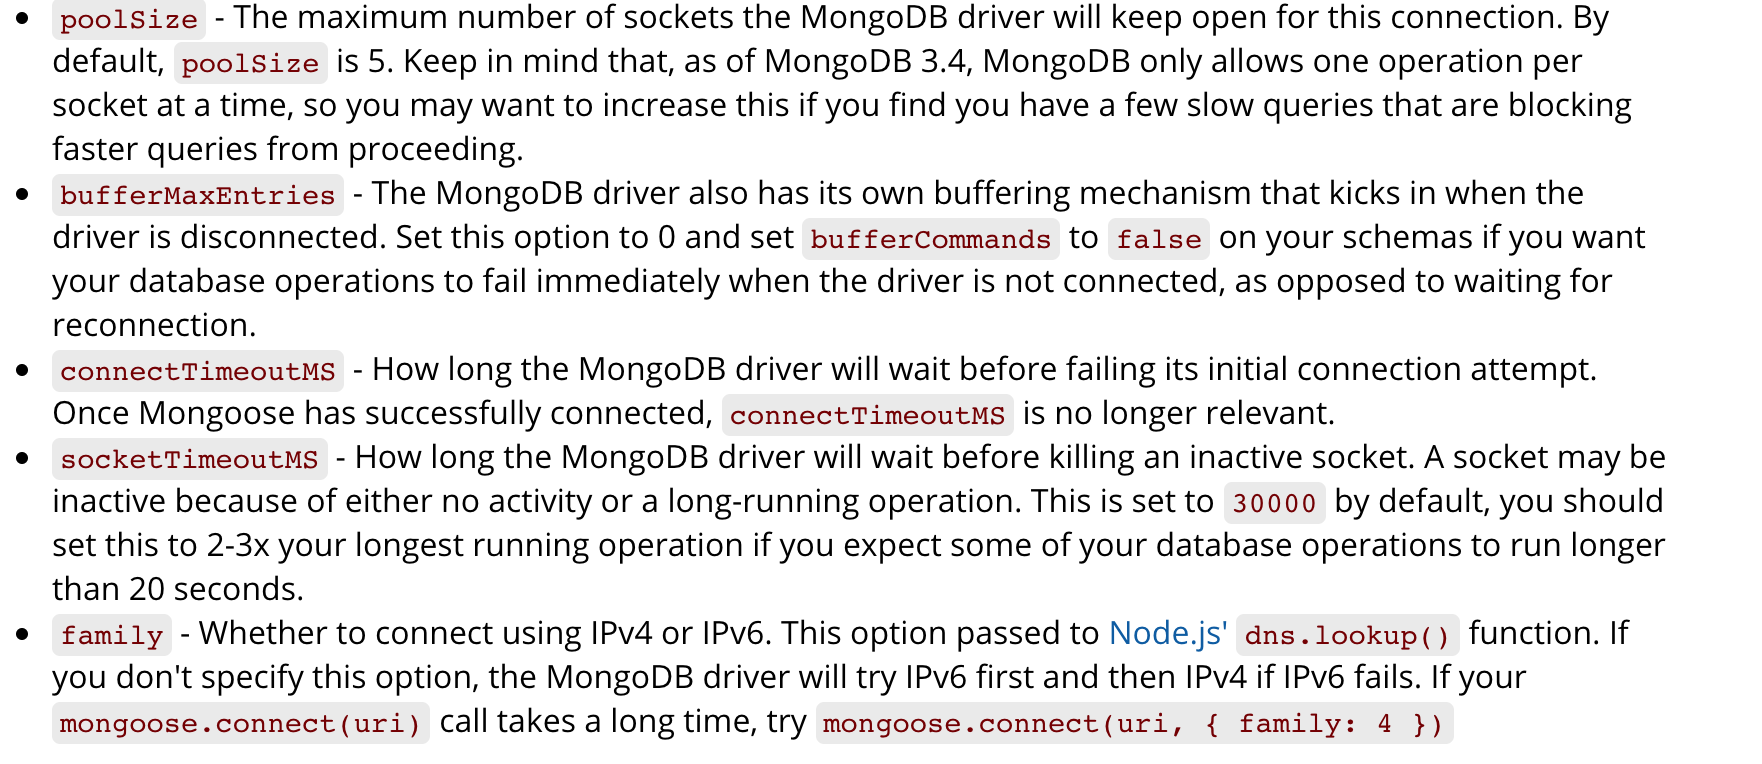 poolSize - The maximum number of sockets the MongoDB driver will keep open for this connection. By
default, poolSize is 5. Keep in mind that, as of MongoDB 3.4, MongoDB only allows one operation per
socket at a time, so you may want to increase this if you find you have a few slow queries that are blocking
faster queries from proceeding.
bufferMaxEntries - The MongoDB driver also has its own buffering mechanism that kicks in when the
driver is disconnected. Set this option to 0 and set bufferCommands to false on your schemas if you want
your database operations to fail immediately when the driver is not connected, as opposed to waiting for
reconnection.
connectTimeoutMS - How long the MongoDB driver will wait before failing its initial connection attempt.
Once Mongoose has successfully connected, connectTimeoutMS is no longer relevant.
socketTimeoutMS - How long the MongoDB driver will wait before killing an inactive socket. A socket may be
inactive because of either no activity or a long-running operation. This is set to 30000 by default, you should
set this to 2-3x your longest running operation if you expect some of your database operations to run longer
than 20 seconds.
family - Whether to connect using IPv4 or IPv6. This option passed to Node.js' dns.lookup() function. If
you don't specify this option, the MongoDB driver will try IPv6 first and then IPv4 if IPv6 fails. If your
mongoose.connect(uri) call takes a long time, try mongoose.connect(uri, { family: 4 })